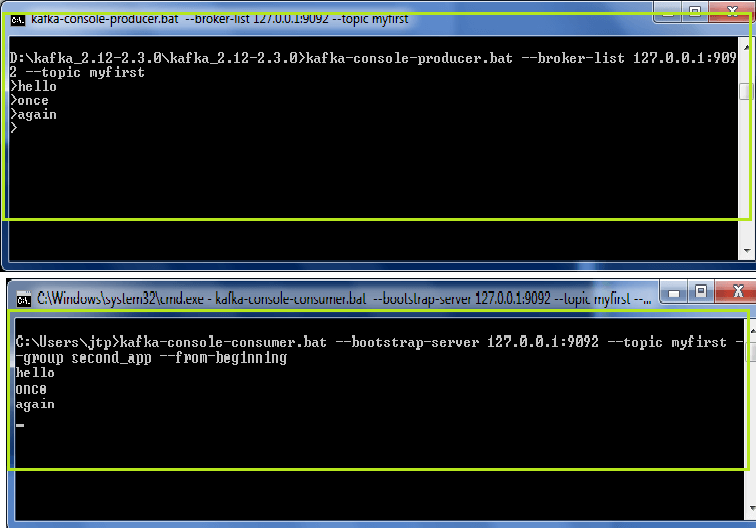 kafka-console-producer.bat --broker-list 127.0.0.1:9092 --topic myfirst
D:\kafka_2.12-2.3.0\kafka_2.12-2.3.0>kafka-console-producer.bat --broker-list 127.0.0.1:909
2 --topic myfirst
>hello
>once
>again
>
C:\Windows\system32\cmd.exe - kafka-console-consumer.bat --bootstrap-server 127.0.0.1:9092 --topic myfirst --...
C:\Users\jtp>kafka-console-consumer.bat --bootstrap-server 127.0.0.1:9092 --topic myfirst -
-group second_app --from-beginning
hello
once
again